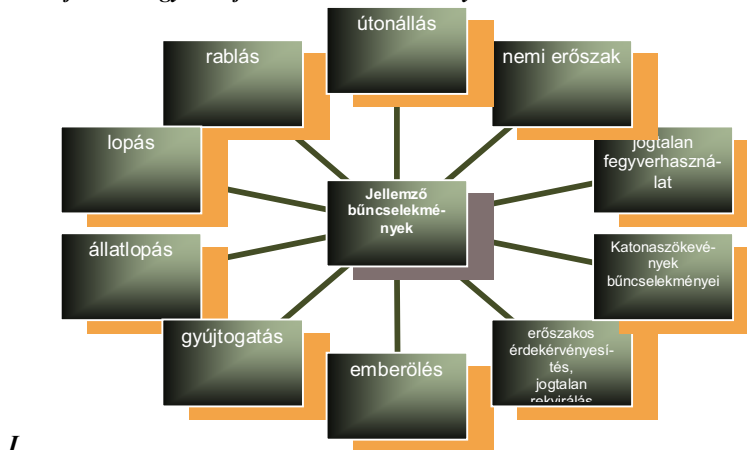 útonállás
rablás
nemi erőszak
lopás
jogtalan
fegyverhaszná-
lat
Jellemző
bűncselekmé-
nyek
állatlopás
Katonaszökevé-
nyek
bűncselekményei
gyújtogatás
emberölés
erőszakos
érdekérvényesí-
tés,
jogtalan
rekvirálás
I